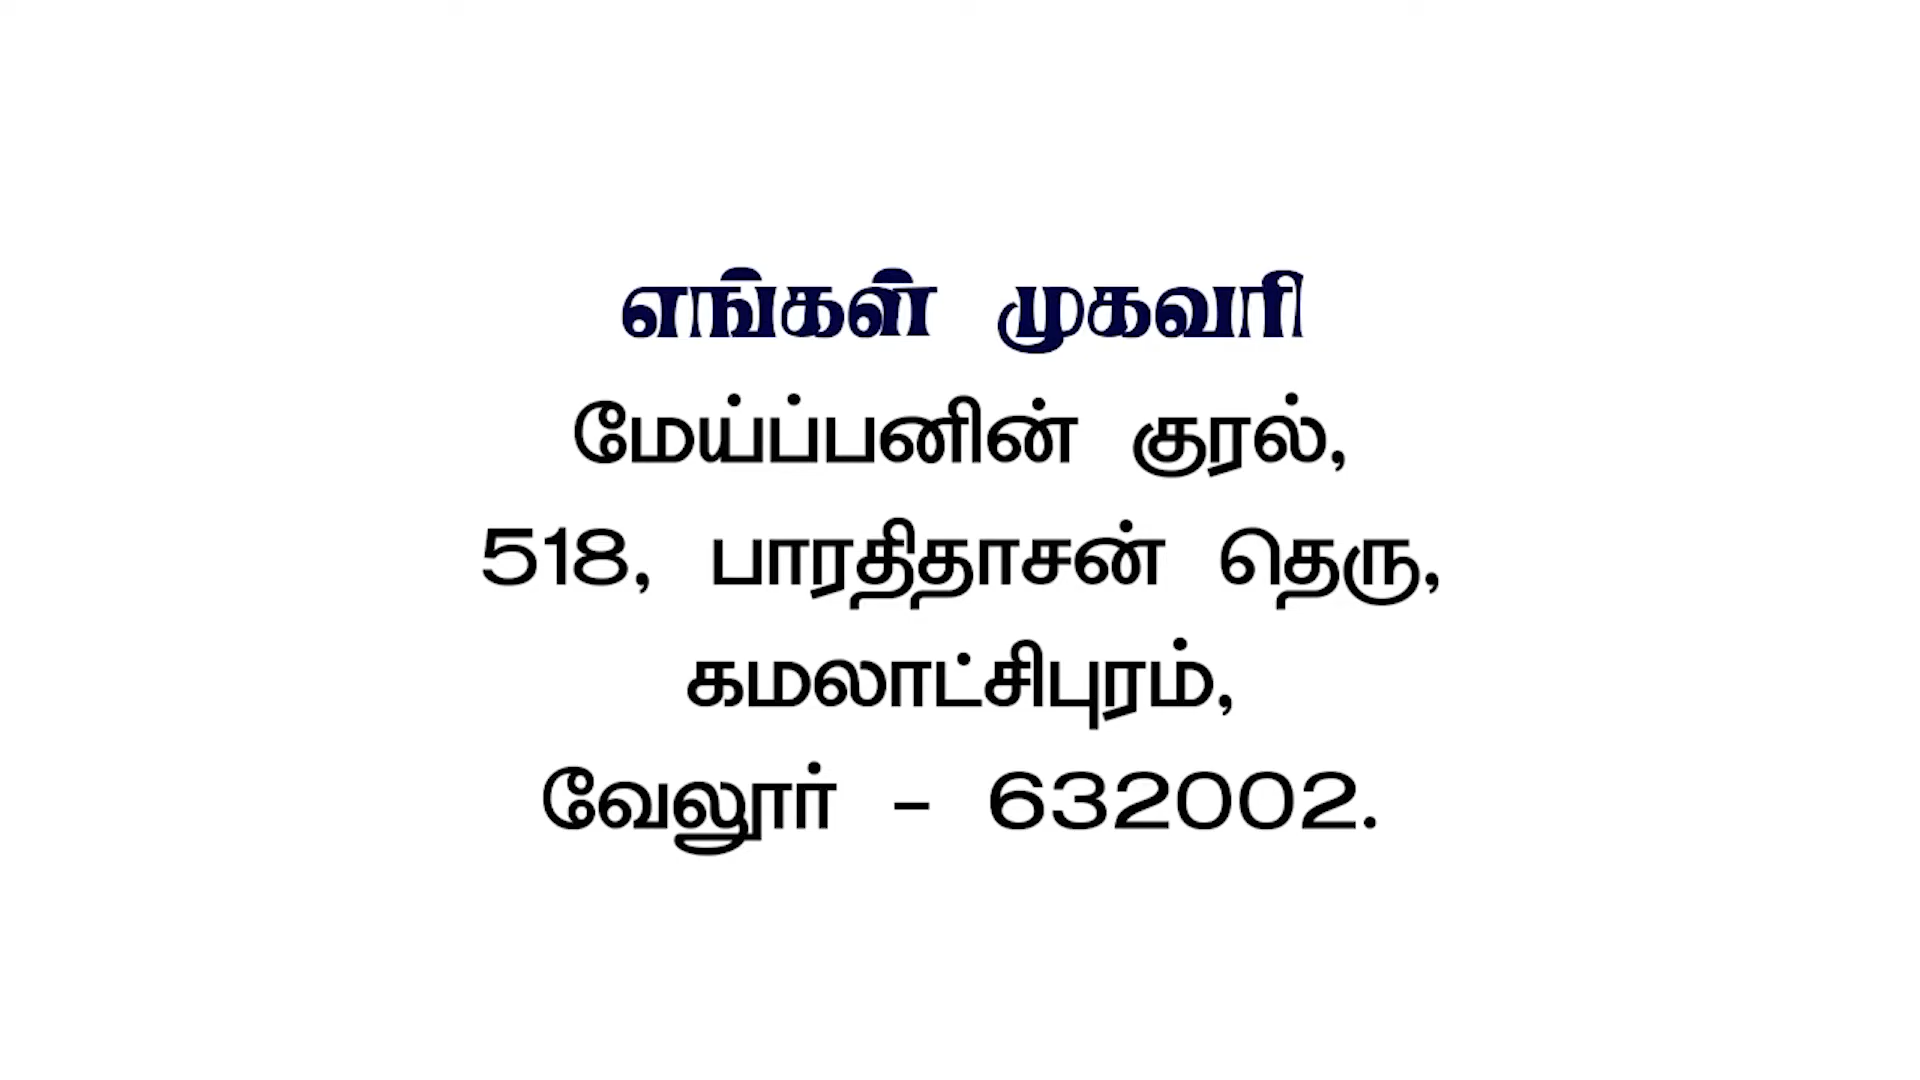 எங்கள் முகவரி
மேய்ப்பனின் குரல்,
518, பாரதிதாசன் தெரு,
கமலாட்சிபுரம்,
வேலூர் - 632002.